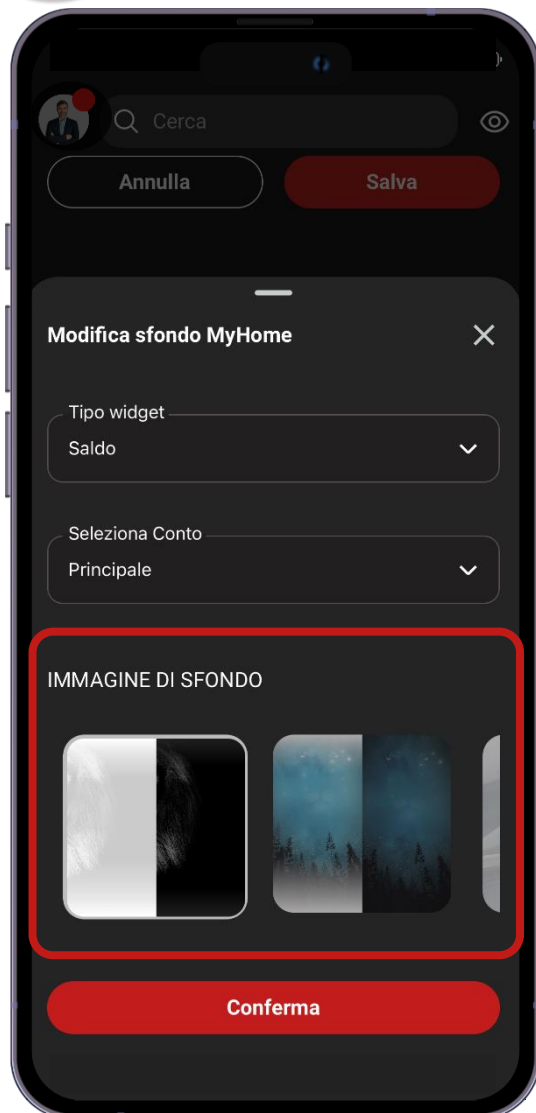 Cerca
Annulla
Salva
Modifica sfondo MyHome
Tipo widget
Saldo
Seleziona Conto
Principale
IMMAGINE DI SFONDO
Conferma